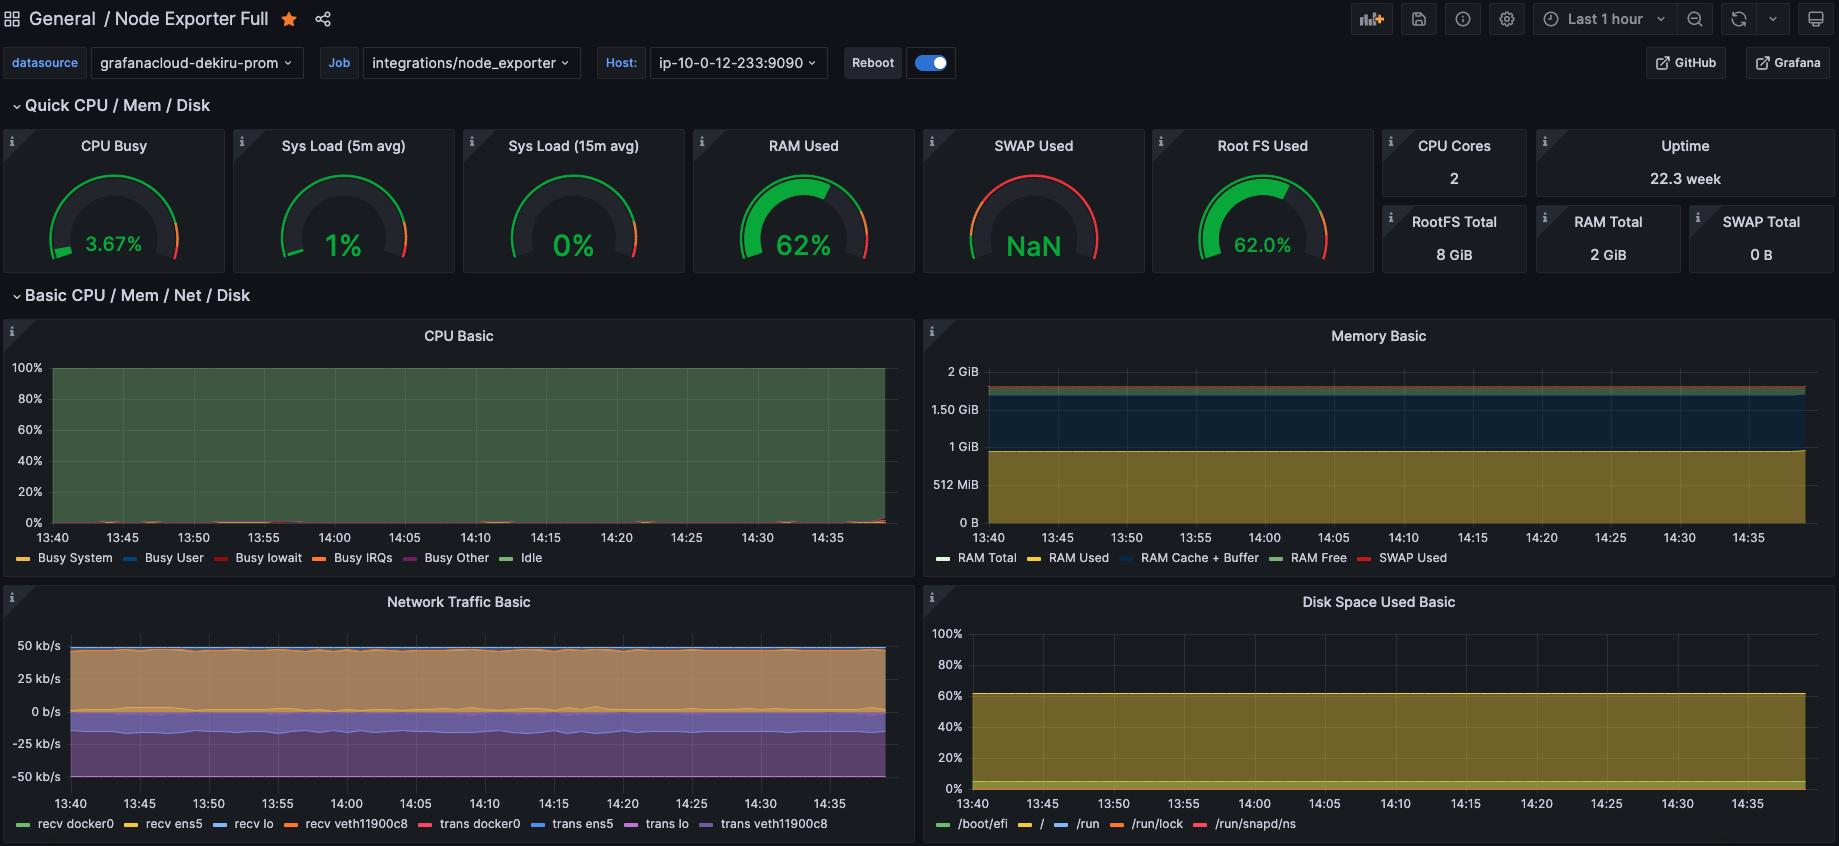 General / Node Exporter Full
Last 1 hour
datasource grafanacloud-dekiru-prom Job integrations/node_exporter Host: ip-10-0-12-233:9090 Reboot GitHub Grafana
Quick CPU / Mem / Disk
CPU Busy
3.67%
Sys Load (5m avg)
1%
Sys Load (15m avg)
0%
RAM Used
62%
SWAP Used
NaN
Root FS Used
62.0%
CPU Cores
2
Uptime
22.3 week
RootFS Total
8 GiB
RAM Total
2 GiB
SWAP Total
0 B
Basic CPU / Mem / Net / Disk
CPU Basic
100%
80%
60%
40%
20%
0%
13:40 13:45 13:50 13:55 14:00 14:05 14:10 14:15 14:20 14:25 14:30 14:35
Busy System Busy User Busy Iowait Busy IRQs Busy Other Idle
Memory Basic
2 GiB
1.50 GiB
1 GiB
512 MiB
0 B
13:40 13:45 13:50 13:55 14:00 14:05 14:10 14:15 14:20 14:25 14:30 14:35
RAM Total RAM Used RAM Cache + Buffer RAM Free SWAP Used
Network Traffic Basic
50 kb/s
25 kb/s
0 b/s
-25 kb/s
-50 kb/s
13:40 13:45 13:50 13:55 14:00 14:05 14:10 14:15 14:20 14:25 14:30 14:35
recv docker0 recv ens5 recv lo recv veth11900c8 trans docker0 trans ens5 trans lo trans veth11900c8
Disk Space Used Basic
100%
80%
60%
40%
20%
0%
13:40 13:45 13:50 13:55 14:00 14:05 14:10 14:15 14:20 14:25 14:30 14:35
/boot/efi / /run /run/lock /run/snapd/ns